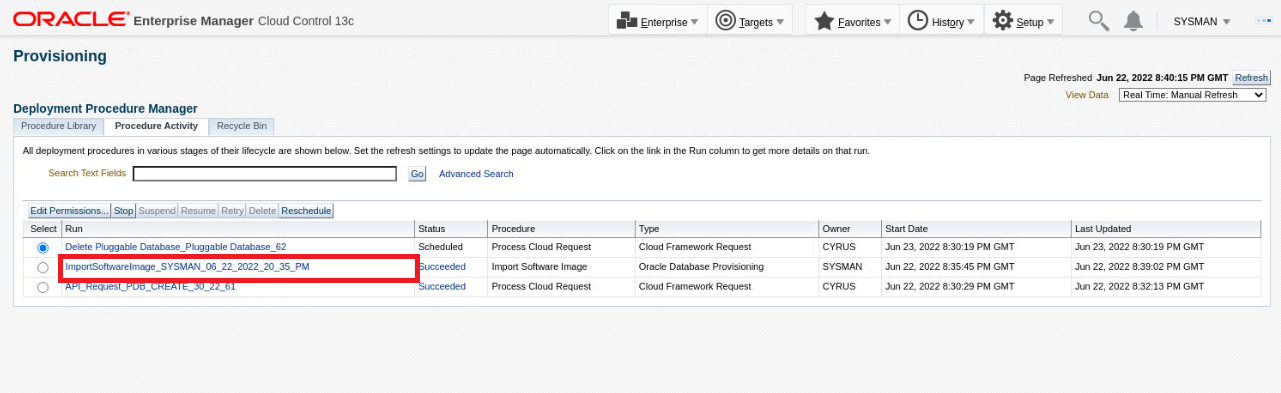 ORACLE® Enterprise Manager Cloud Control 13c Enterprise Targets Favorites History Setup SYSMAN
Provisioning
Page Refreshed Jun 22, 2022 8:40:15 PM GMT Refresh
View Data Real Time: Manual Refresh
Deployment Procedure Manager
Procedure Library Procedure Activity Recycle Bin
All deployment procedures in various stages of their lifecycle are shown below. Set the refresh settings to update the page automatically. Click on the link in the Run column to get more details on that run.
Search Text Fields Go Advanced Search
Edit Permissions... Stop Suspend Resume Retry Delete Reschedule
Select Run Status Procedure Type Owner Start Date Last Updated
Delete Pluggable Database_Pluggable Database_62 Scheduled Process Cloud Request Cloud Framework Request CYRUS Jun 23, 2022 8:30:19 PM GMT Jun 23, 2022 8:30:19 PM GMT
ImportSoftwareImage_SYSMAN_06_22_2022_20_35_PM Succeeded Import Software Image Oracle Database Provisioning SYSMAN Jun 22, 2022 8:35:45 PM GMT Jun 22, 2022 8:39:02 PM GMT
API_Request_PDB_CREATE_30_22_61 Succeeded Process Cloud Request Cloud Framework Request CYRUS Jun 22, 2022 8:30:29 PM GMT Jun 22, 2022 8:32:13 PM GMT